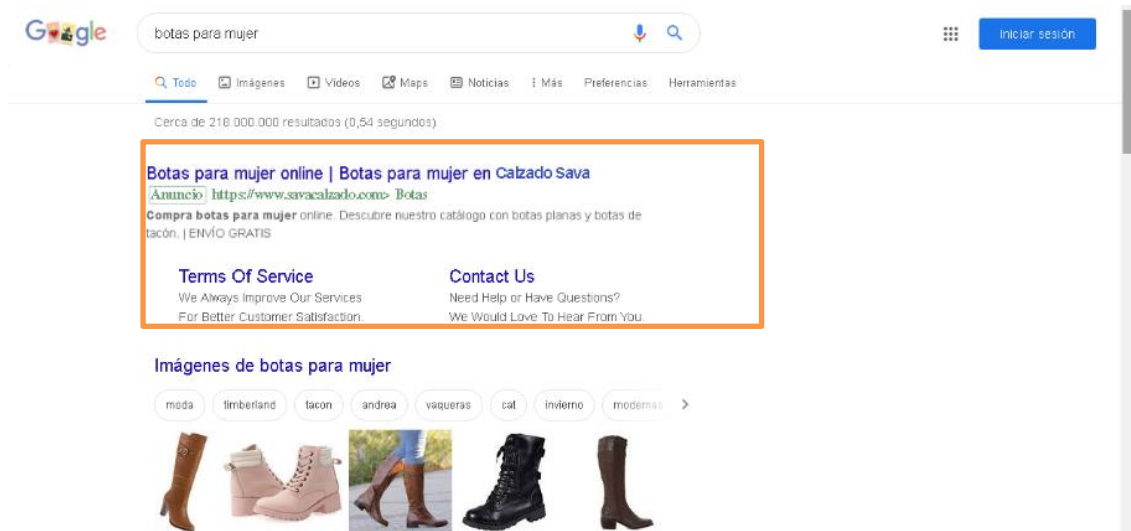 Google
botas para mujer
Iniciar sesión
Todo Imágenes Vídeos Maps Noticias Más Preferencias Herramientas
Cerca de 218.000.000 resultados (0,54 segundos)
Botas para mujer online | Botas para mujer en Calzado Sava
Anuncio https://www.savacalzado.com> Botas
Compra botas para mujer online. Descubre nuestro catálogo con botas planas y botas de
tacón. | ENVÍO GRATIS
Terms Of Service Contact Us
We Always Improve Our Services Need Help or Have Questions?
For Better Customer Satisfaction. We Would Love To Hear From You.
Imágenes de botas para mujer
moda timberland tacon andrea vaqueras cat invierno modernas